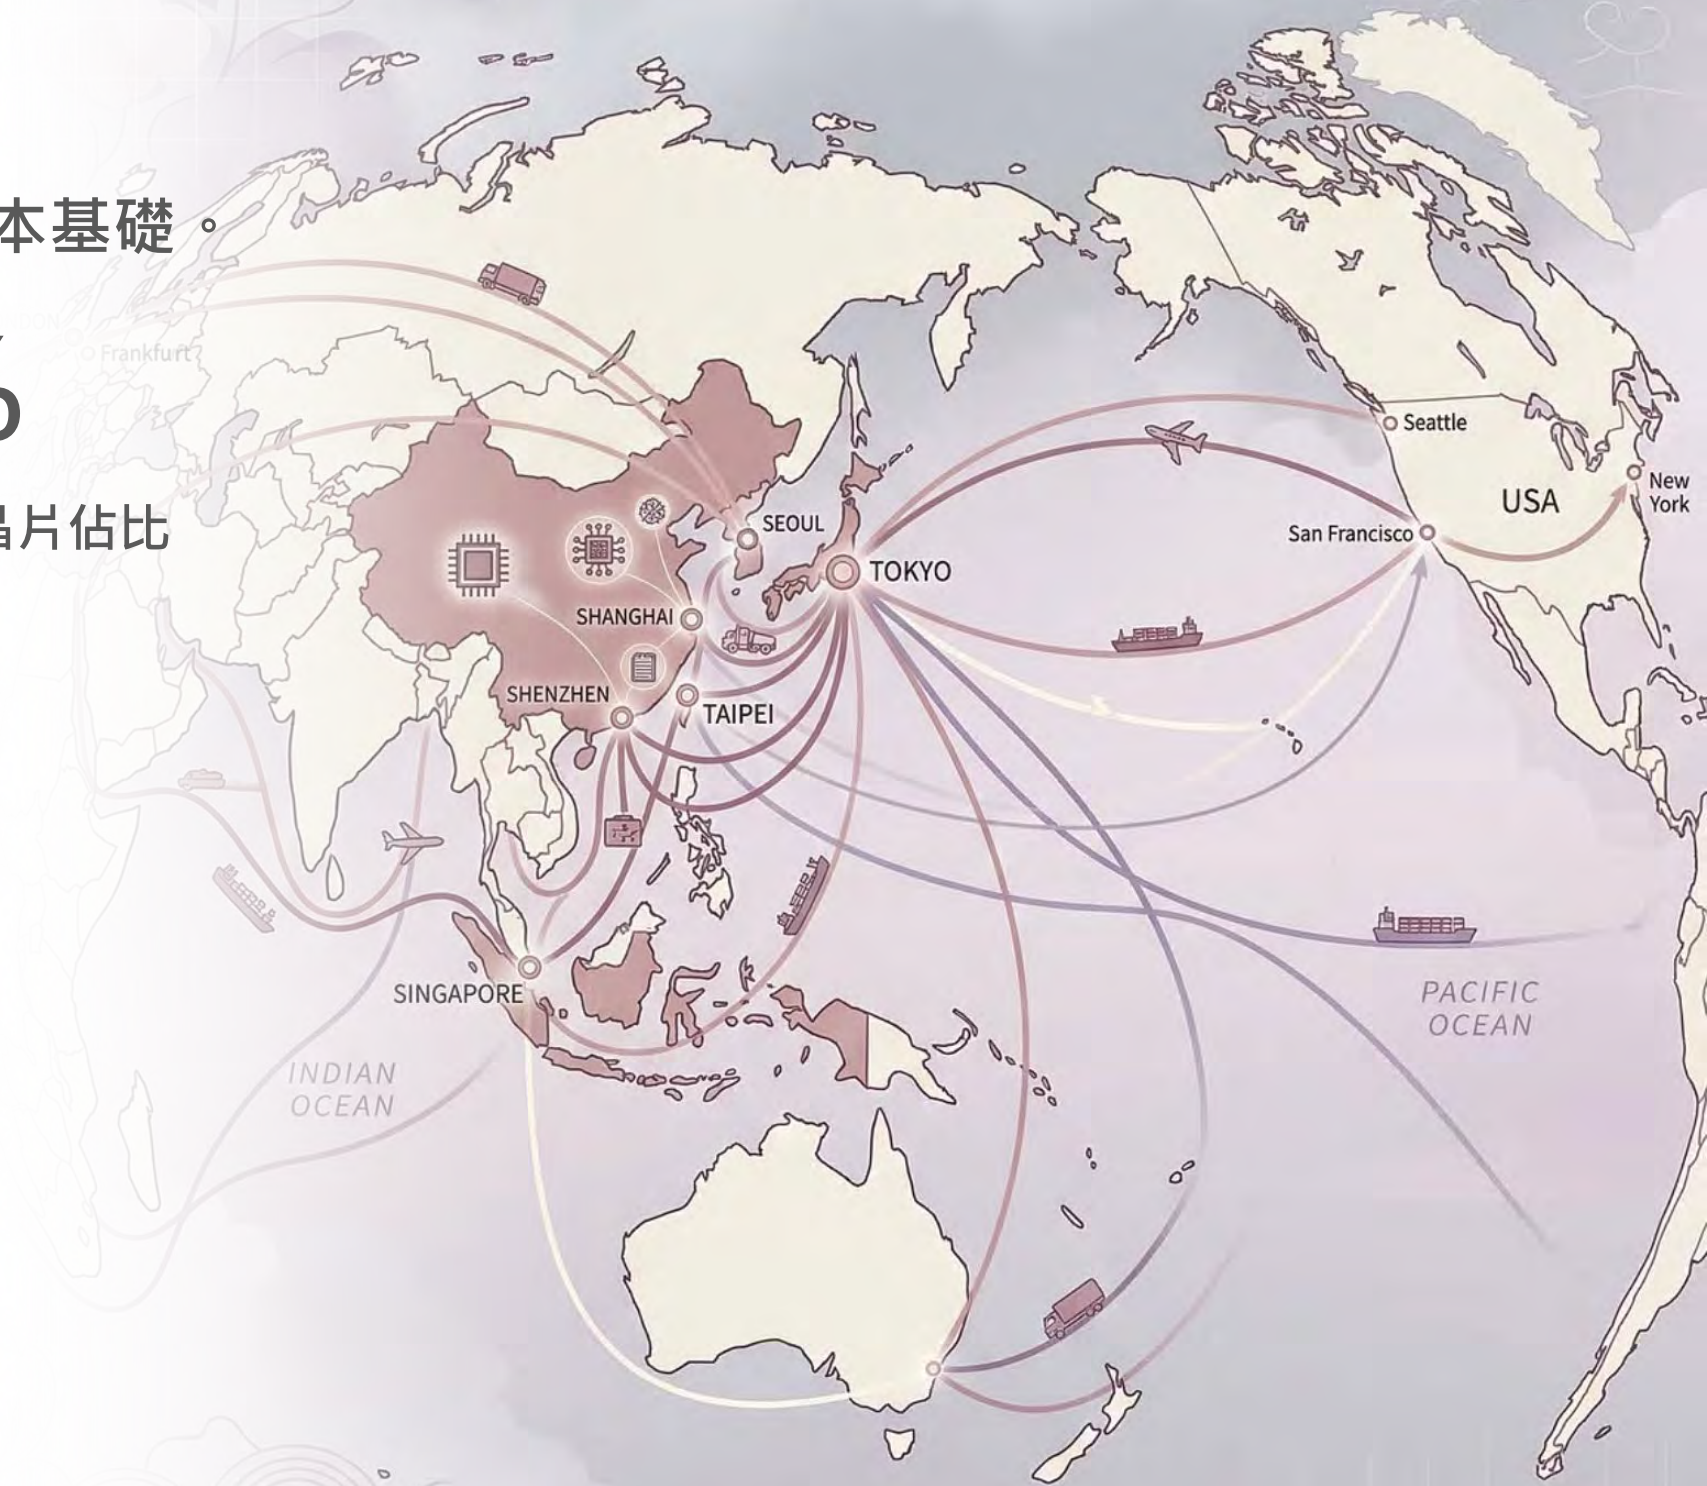 本基礎。
Frankfurt
晶片佔比
Seattle
New
York
USA
San Francisco
SEOUL
TOKYO
SHANGHAI
SHENZHEN
TAIPEI
SINGAPORE
PACIFIC
OCEAN
INDIAN
OCEAN